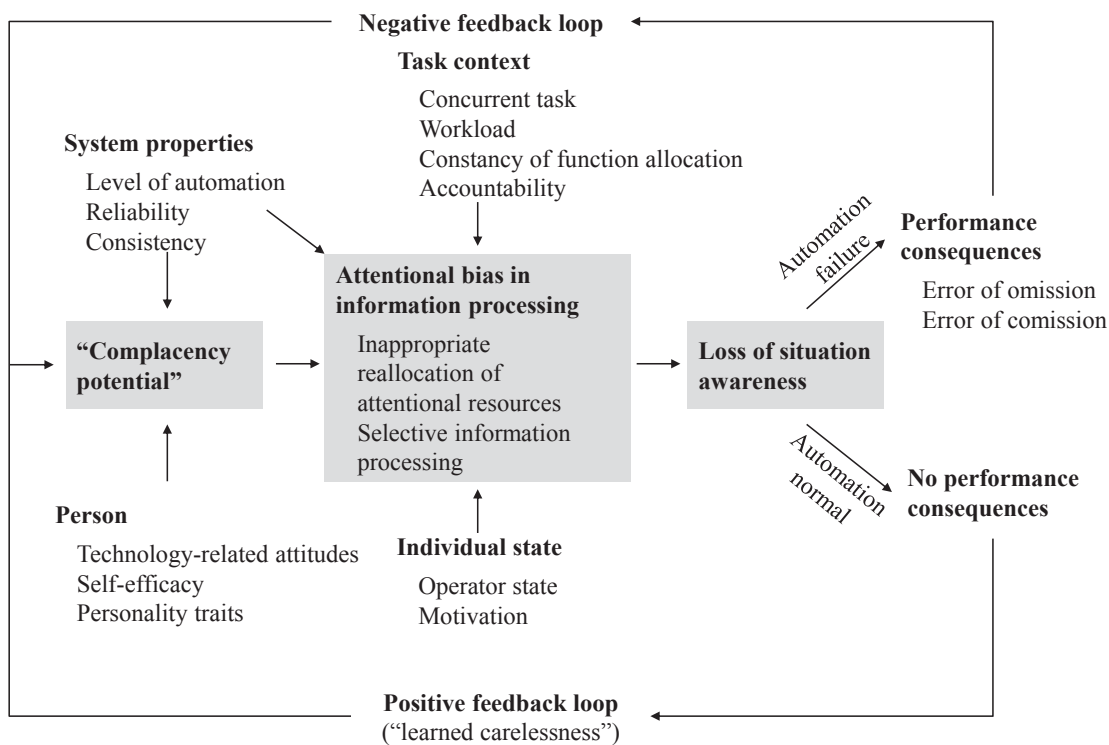 Negative feedback loop
Task context
Concurrent task
Workload
Constancy of function allocation
Accountability
System properties
Level of automation
Reliability
Consistency
Attentional bias in
information processing
Inappropriate
reallocation of
attentional resources
Selective information
processing
“Complacency
potential”
Loss of situation
awareness
Automation
failure
Performance
consequences
Error of omission
Error of comission
Automation
normal
No performance
consequences
Person
Technology-related attitudes
Self-efficacy
Personality traits
Individual state
Operator state
Motivation
Positive feedback loop
(“learned carelessness”)